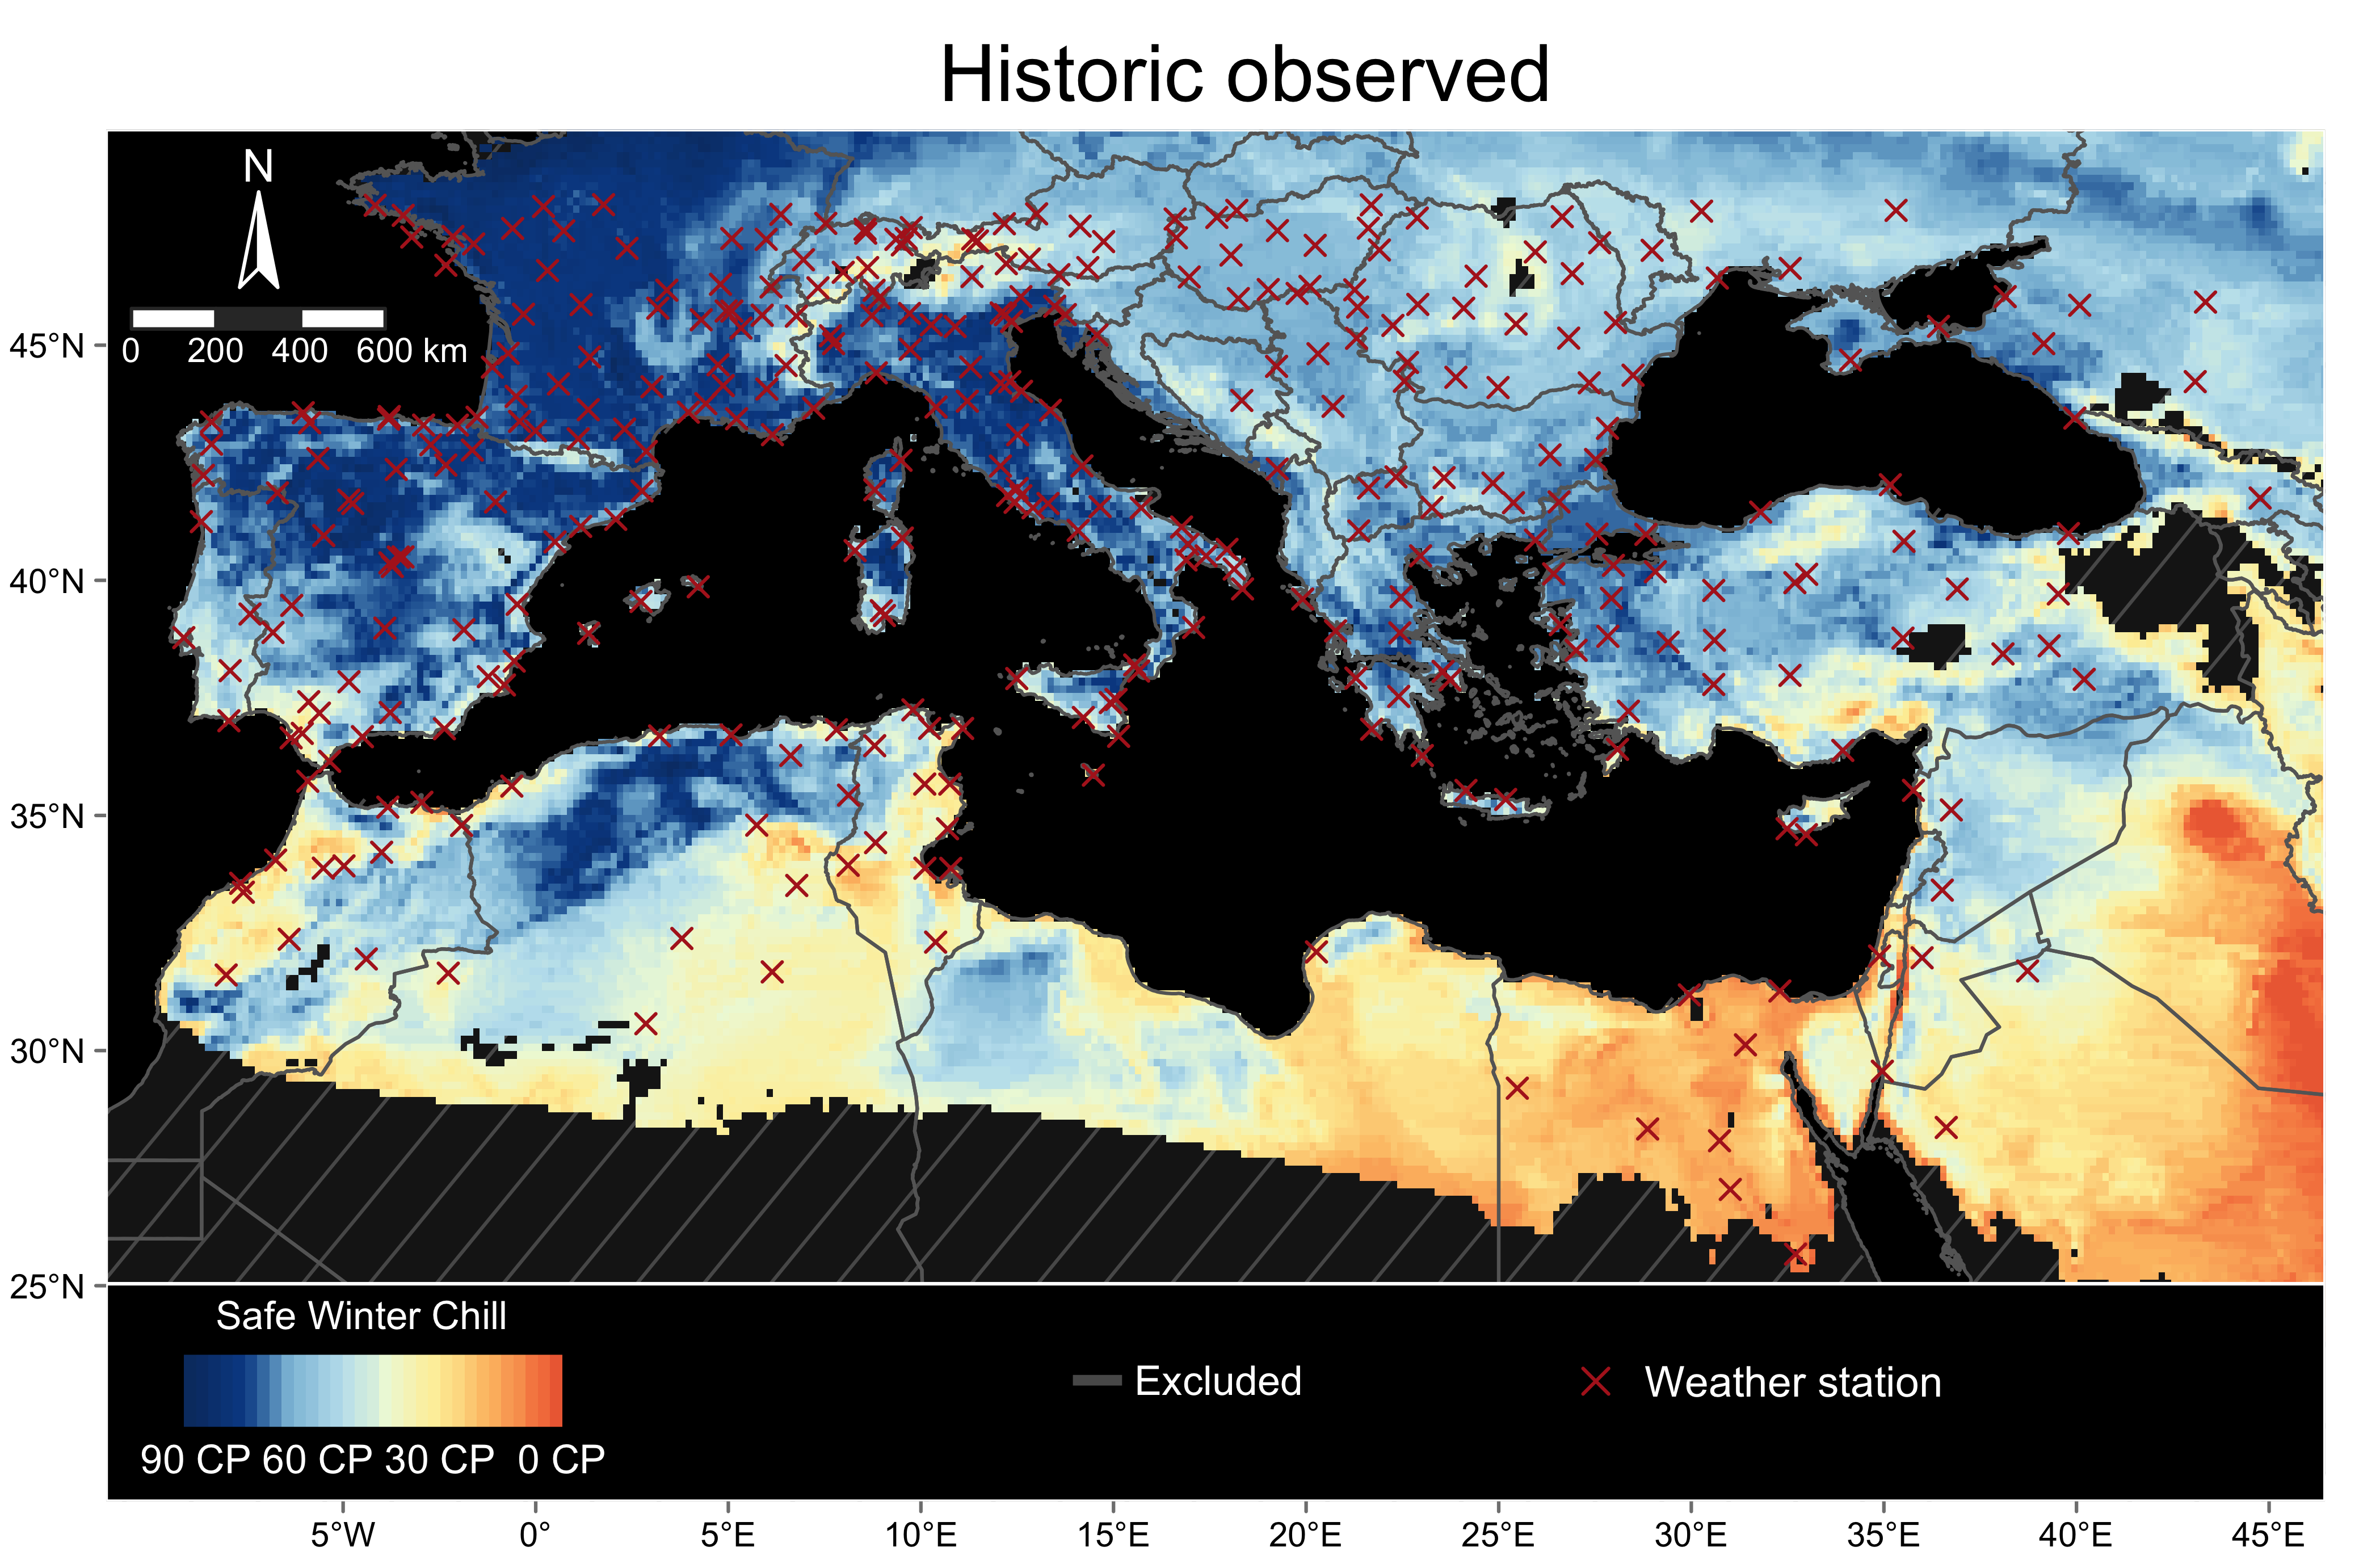 Historic observed
N
0 200 400 600 km
45°N
40°N
35°N
30°N
25°N
Safe Winter Chill
90 CP 60 CP 30 CP 0 CP
Excluded
Weather station
5°W 0° 5°E 10°E 15°E 20°E 25°E 30°E 35°E 40°E 45°E